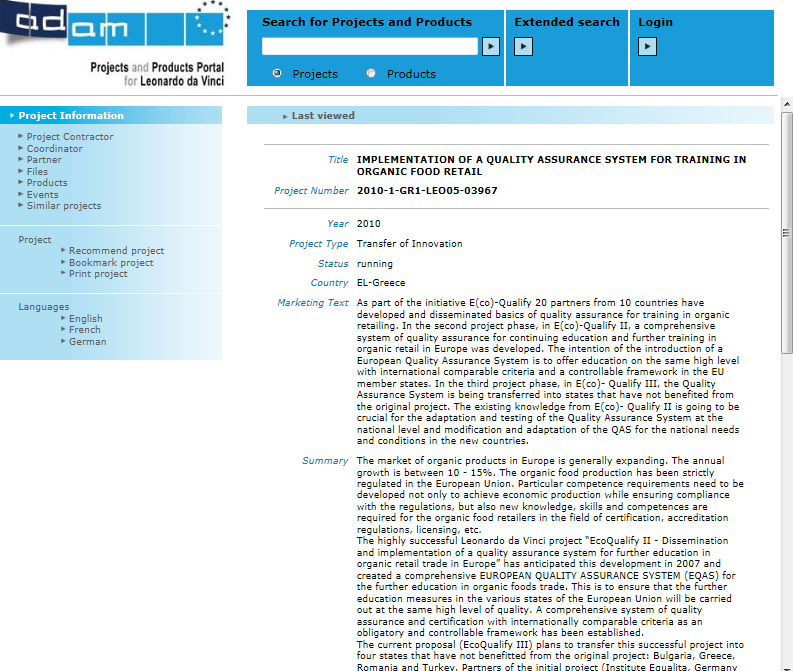 adam
Projects and Products Portal
for Leonardo da Vinci
Search for Projects and Products
Projects
Products
Extended search
Login
Project Information
Project Contractor
Coordinator
Partner
Files
Products
Events
Similar projects
Project
Recommend project
Bookmark project
Print project
Languages
English
French
German
Last viewed
Title IMPLEMENTATION OF A QUALITY ASSURANCE SYSTEM FOR TRAINING IN
ORGANIC FOOD RETAIL
Project Number 2010-1-GR1-LEO05-03967
Year 2010
Project Type Transfer of Innovation
Status running
Country EL-Greece
Marketing Text As part of the initiative E(co)-Qualify 20 partners from 10 countries have
developed and disseminated basics of quality assurance for training in organic
retailing. In the second project phase, in E(co)-Qualify II, a comprehensive
system of quality assurance for continuing education and further training in
organic retail in Europe was developed. The intention of the introduction of a
European Quality Assurance System is to offer education on the same high level
with international comparable criteria and a controllable framework in the EU
member states. In the third project phase, in E(co)- Qualify III, the Quality
Assurance System is being transferred into states that have not benefited from
the original project. The existing knowledge from E(co)- Qualify II is going to be
crucial for the adaptation and testing of the Quality Assurance System at the
national level and modification and adaptation of the QAS for the national needs
and conditions in the new countries.
Summary The market of organic products in Europe is generally expanding. The annual
growth is between 10 - 15%. The organic food production has been strictly
regulated in the European Union. Particular competence requirements need to be
developed not only to achieve economic production while ensuring compliance
with the regulations, but also new knowledge, skills and competences are
required for the organic food retailers in the field of certification, accreditation
regulations, licensing, etc.
The highly successful Leonardo da Vinci project "EcoQualify II - Dissemination
and implementation of a quality assurance system for further education in
organic retail trade in Europe" has anticipated this development in 2007 and
created a comprehensive EUROPEAN QUALITY ASSURANCE SYSTEM (EQAS) for
the further education in organic foods trade. This is to ensure that the further
education measures in the various states of the European Union will be carried
out at the same high level of quality. A comprehensive system of quality
assurance and certification with internationally comparable criteria as an
obligatory and controllable framework has been established.
The current proposal (EcoQualify III) plans to transfer this successful project into
four states that have not benefitted from the original project: Bulgaria, Greece,
Romania and Turkey. Partners of the initial project (Institute Equalita, Germany